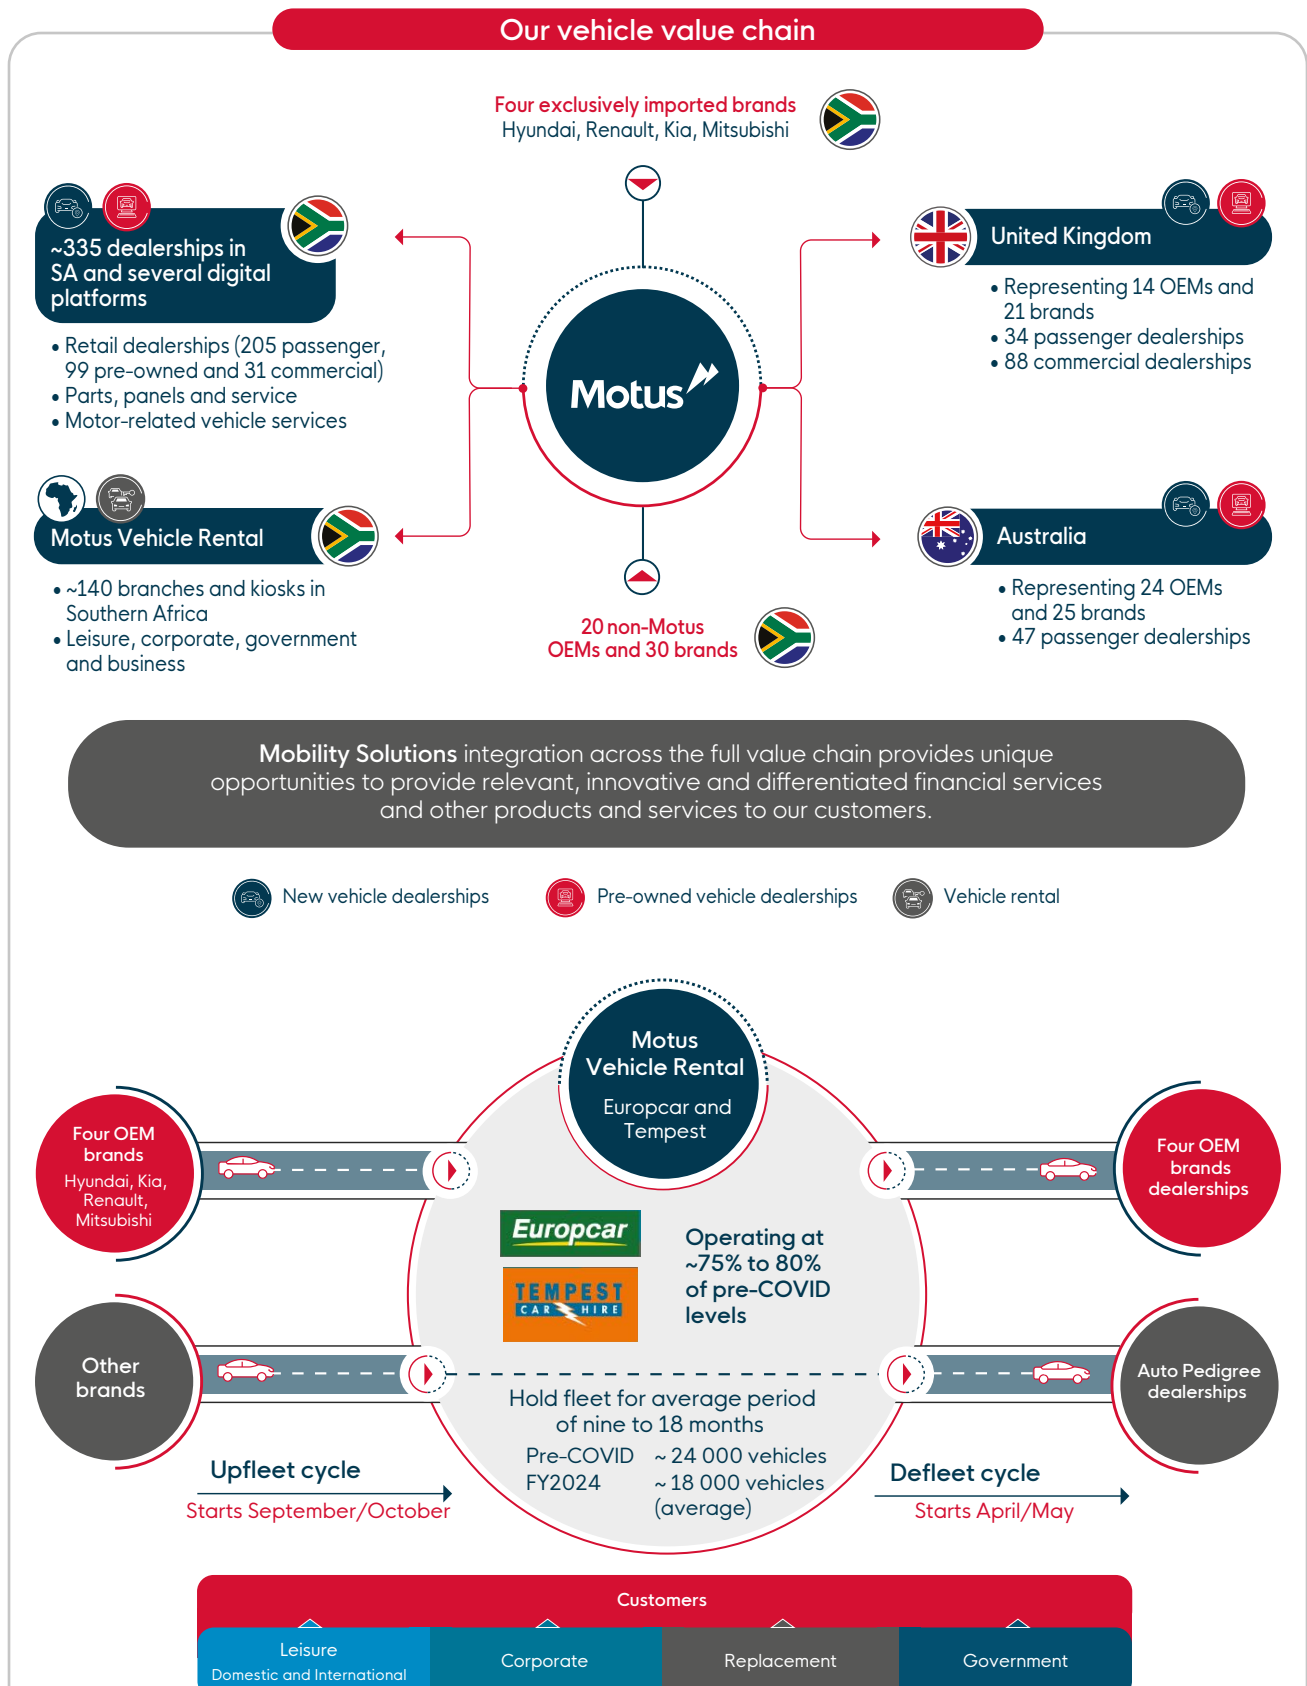 Our vehicle value chain
Four exclusively imported brands
Hyundai, Renault, Kia, Mitsubishi
~335 dealerships in
SA and several digital
platforms
• Retail dealerships (205 passenger,
99 pre-owned and 31 commercial)
• Parts, panels and service
• Motor-related vehicle services
United Kingdom
• Representing 14 OEMs and
21 brands
• 34 passenger dealerships
• 88 commercial dealerships
Motus
Motus Vehicle Rental
• ~140 branches and kiosks in
Southern Africa
• Leisure, corporate, government
and business
Australia
• Representing 24 OEMs
and 25 brands
• 47 passenger dealerships
20 non-Motus
OEMs and 30 brands
Mobility Solutions integration across the full value chain provides unique
opportunities to provide relevant, innovative and differentiated financial services
and other products and services to our customers.
New vehicle dealerships
Pre-owned vehicle dealerships
Vehicle rental
Motus
Vehicle Rental
Europcar and
Tempest
Four OEM
brands
Hyundai, Kia,
Renault,
Mitsubishi
Four OEM
brands
dealerships
Europcar
TEMPEST
CAR HIRE
Operating at
~75% to 80%
of pre-COVID
levels
Other
brands
Auto Pedigree
dealerships
Hold fleet for average period
of nine to 18 months
Pre-COVID ~ 24 000 vehicles
FY2024 ~ 18 000 vehicles
(average)
Upfleet cycle
Starts September/October
Defleet cycle
Starts April/May
Customers
Leisure
Domestic and International
Corporate
Replacement
Government